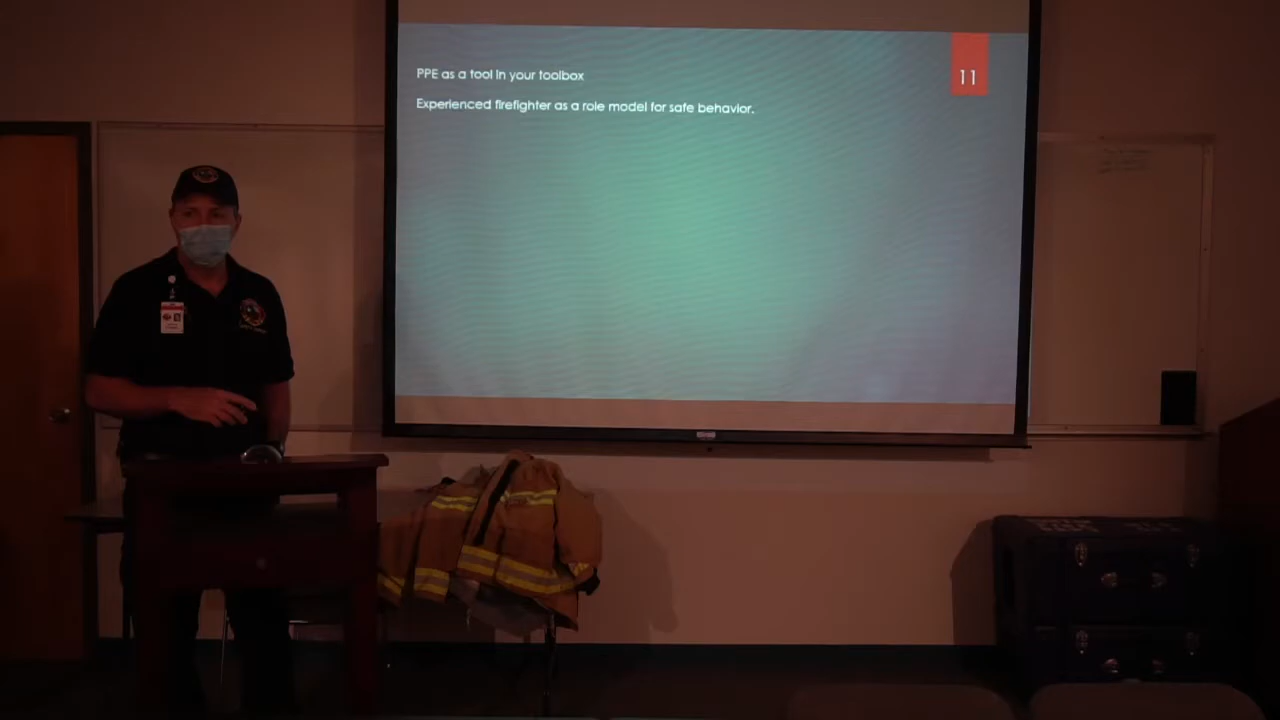 PPE as a tool in your toolbox
11
Experienced firefighter as a role model for safe behavior.